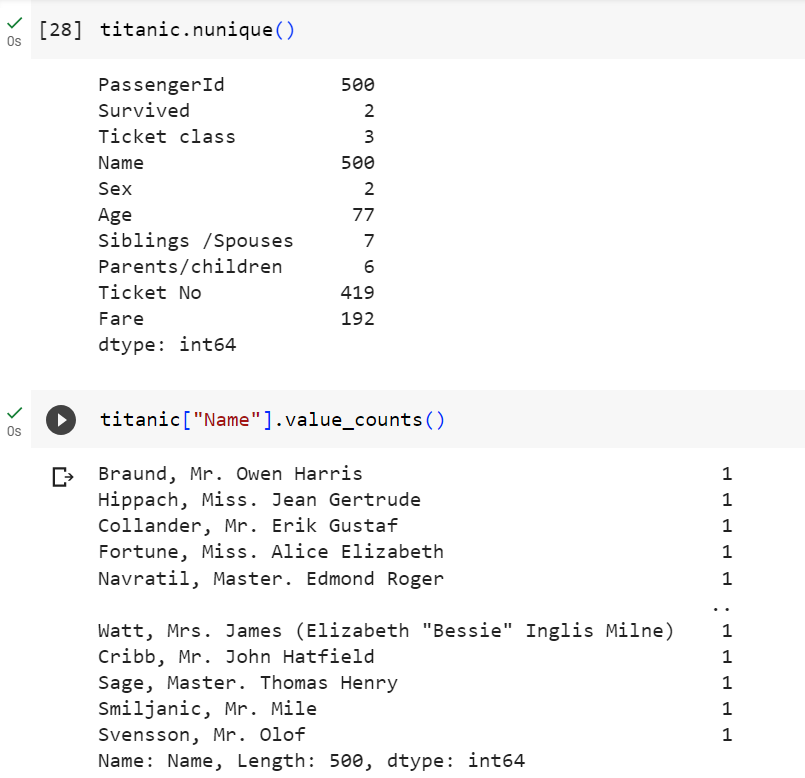 [28] titanic.nunique()
0s
PassengerId 500
Survived 2
Ticket class 3
Name 500
Sex 2
Age 77
Siblings /Spouses 7
Parents/children 6
Ticket No 419
Fare 192
dtype: int64
titanic["Name"].value_counts()
0s
Braund, Mr. Owen Harris 1
Hippach, Miss. Jean Gertrude 1
Collander, Mr. Erik Gustaf 1
Fortune, Miss. Alice Elizabeth 1
Navratil, Master. Edmond Roger 1
..
Watt, Mrs. James (Elizabeth "Bessie" Inglis Milne) 1
Cribb, Mr. John Hatfield 1
Sage, Master. Thomas Henry 1
Smiljanic, Mr. Mile 1
Svensson, Mr. Olof 1
Name: Name, Length: 500, dtype: int64